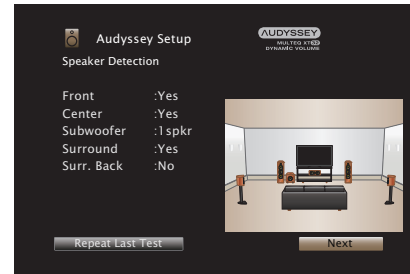 Audyssey Setup
AUDYSSEY
MULTEQ XT32
DYNAMIC VOLUME
Speaker Detection
Front :Yes
Center :Yes
Subwoofer :1spkr
Surround :Yes
Surr. Back :No
Repeat Last Test
Next